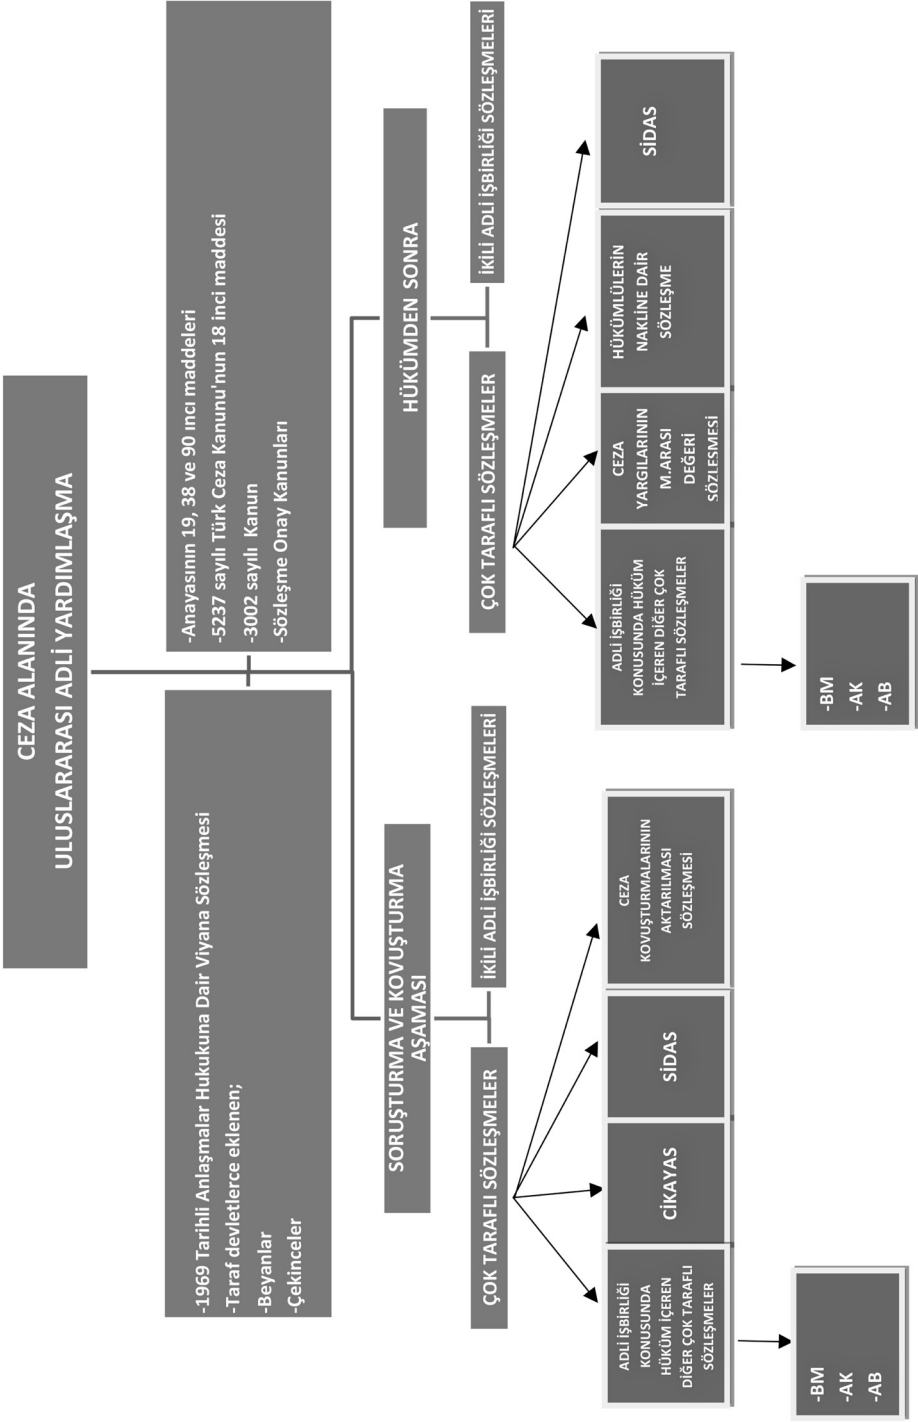 CEZA ALANINDA
ULUSLARARASI ADLİ YARDIMLAŞMA
-1969 Tarihli Anlaşmalar Hukukuna Dair Viyana Sözleşmesi
-Taraf devletlerce eklenen;
-Beyanlar
-Çekinceler
-Anayasının 19, 38 ve 90 ıncı maddeleri
-5237 sayılı Türk Ceza Kanunu'nun 18 inci maddesi
-3002 sayılı Kanun
-Sözleşme Onay Kanunları
SORUŞTURMA VE KOVUŞTURMA
AŞAMASI
ÇOK TARAFLI SÖZLEŞMELER
İKİLİ ADLİ İŞBİRLİĞİ SÖZLEŞMELERİ
ADLİ İŞBİRLİĞİ
KONUSUNDA
HÜKÜM İÇEREN
DİĞER ÇOK TARAFLI
SÖZLEŞMELER
CİKAYAS
SİDAS
CEZA
KOVUŞTURMALARININ
AKTARILMASI
SÖZLEŞMESİ
-BM
-AK
-AB
HÜKÜMDEN SONRA
ÇOK TARAFLI SÖZLEŞMELER
İKİLİ ADLİ İŞBİRLİĞİ SÖZLEŞMELERİ
ADLİ İŞBİRLİĞİ
KONUSUNDA HÜKÜM
İÇEREN DİĞER ÇOK
TARAFLI SÖZLEŞMELER
CEZA
YARGILARININ
M.ARASI
DEĞERİ
SÖZLEŞMESİ
HÜKÜMLÜLERİN
NAKLİNE DAİR
SÖZLEŞME
SİDAS
-BM
-AK
-AB